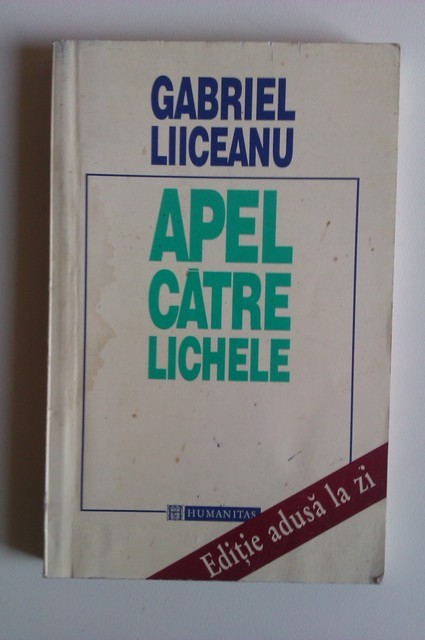 GABRIEL
LIICEANU
APEL
CĂTRE
LICHELE
HUMANITAS
Ediție adusă la zi